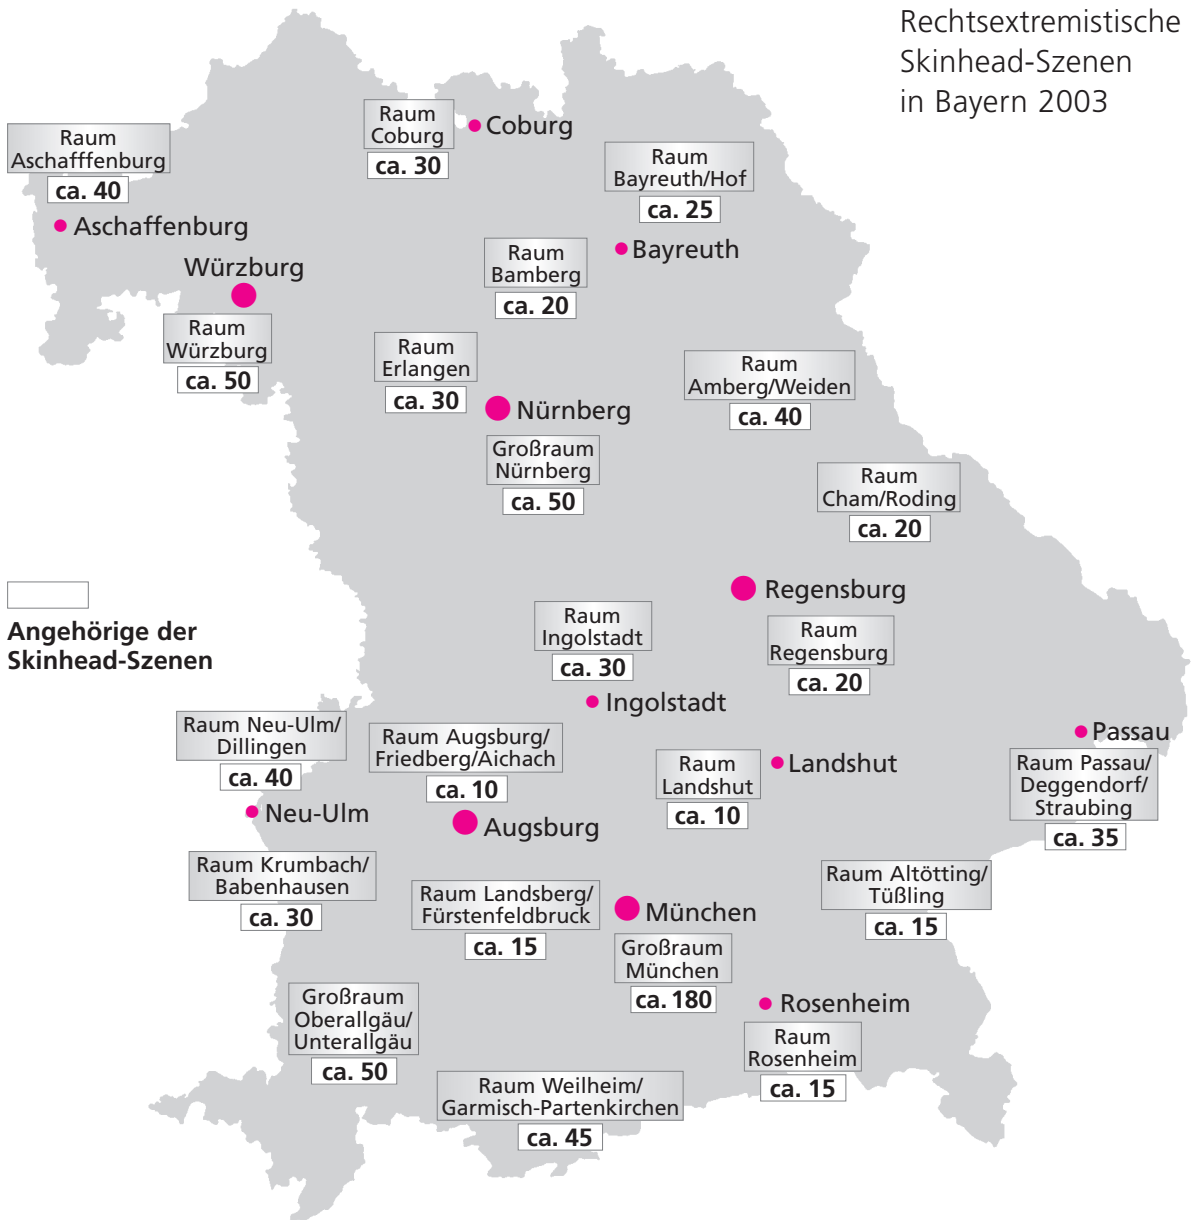 Rechtsextremistische
Skinhead-Szenen
in Bayern 2003
Raum
Coburg
ca. 30
Coburg
Raum
Aschafffenburg
ca. 40
Aschaffenburg
Raum
Bayreuth/Hof
ca. 25
Bayreuth
Würzburg
Raum
Würzburg
ca. 50
Raum
Bamberg
ca. 20
Raum
Erlangen
ca. 30
Nürnberg
Großraum
Nürnberg
ca. 50
Raum
Amberg/Weiden
ca. 40
Raum
Cham/Roding
ca. 20
Angehörige der
Skinhead-Szenen
Regensburg
Raum
Regensburg
ca. 20
Raum
Ingolstadt
ca. 30
Ingolstadt
Raum Neu-Ulm/
Dillingen
ca. 40
Neu-Ulm
Raum Augsburg/
Friedberg/Aichach
ca. 10
Augsburg
Raum
Landshut
ca. 10
Landshut
Passau
Raum Passau/
Deggendorf/
Straubing
ca. 35
Raum Krumbach/
Babenhausen
ca. 30
Raum Landsberg/
Fürstenfeldbruck
ca. 15
München
Großraum
München
ca. 180
Raum Altötting/
Tüßling
ca. 15
Rosenheim
Raum
Rosenheim
ca. 15
Großraum
Oberallgäu/
Unterallgäu
ca. 50
Raum Weilheim/
Garmisch-Partenkirchen
ca. 45